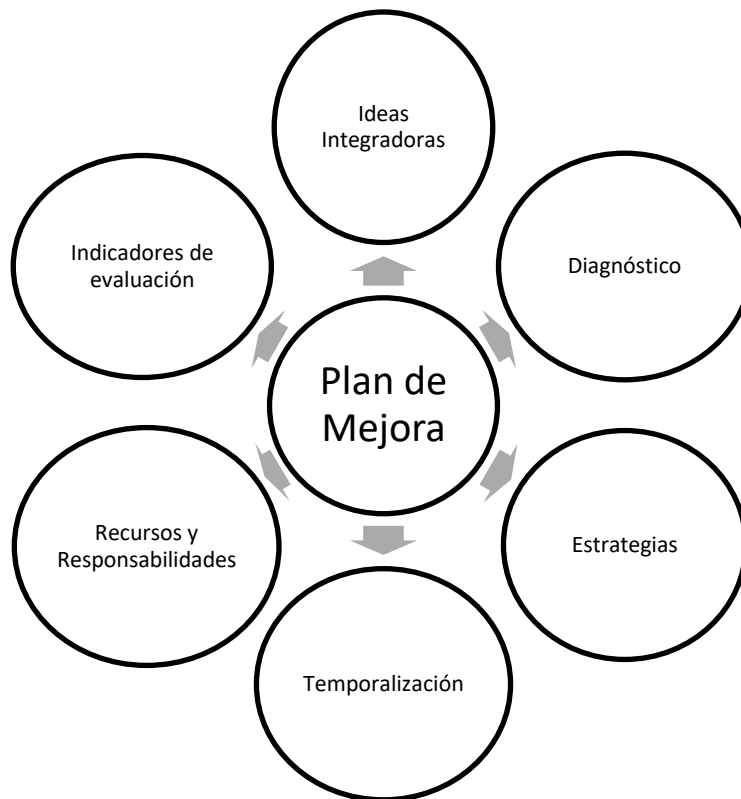 Ideas
Integradoras
Indicadores de
evaluación
Diagnóstico
Plan de
Mejora
Recursos y
Responsabilidades
Estrategias
Temporalización